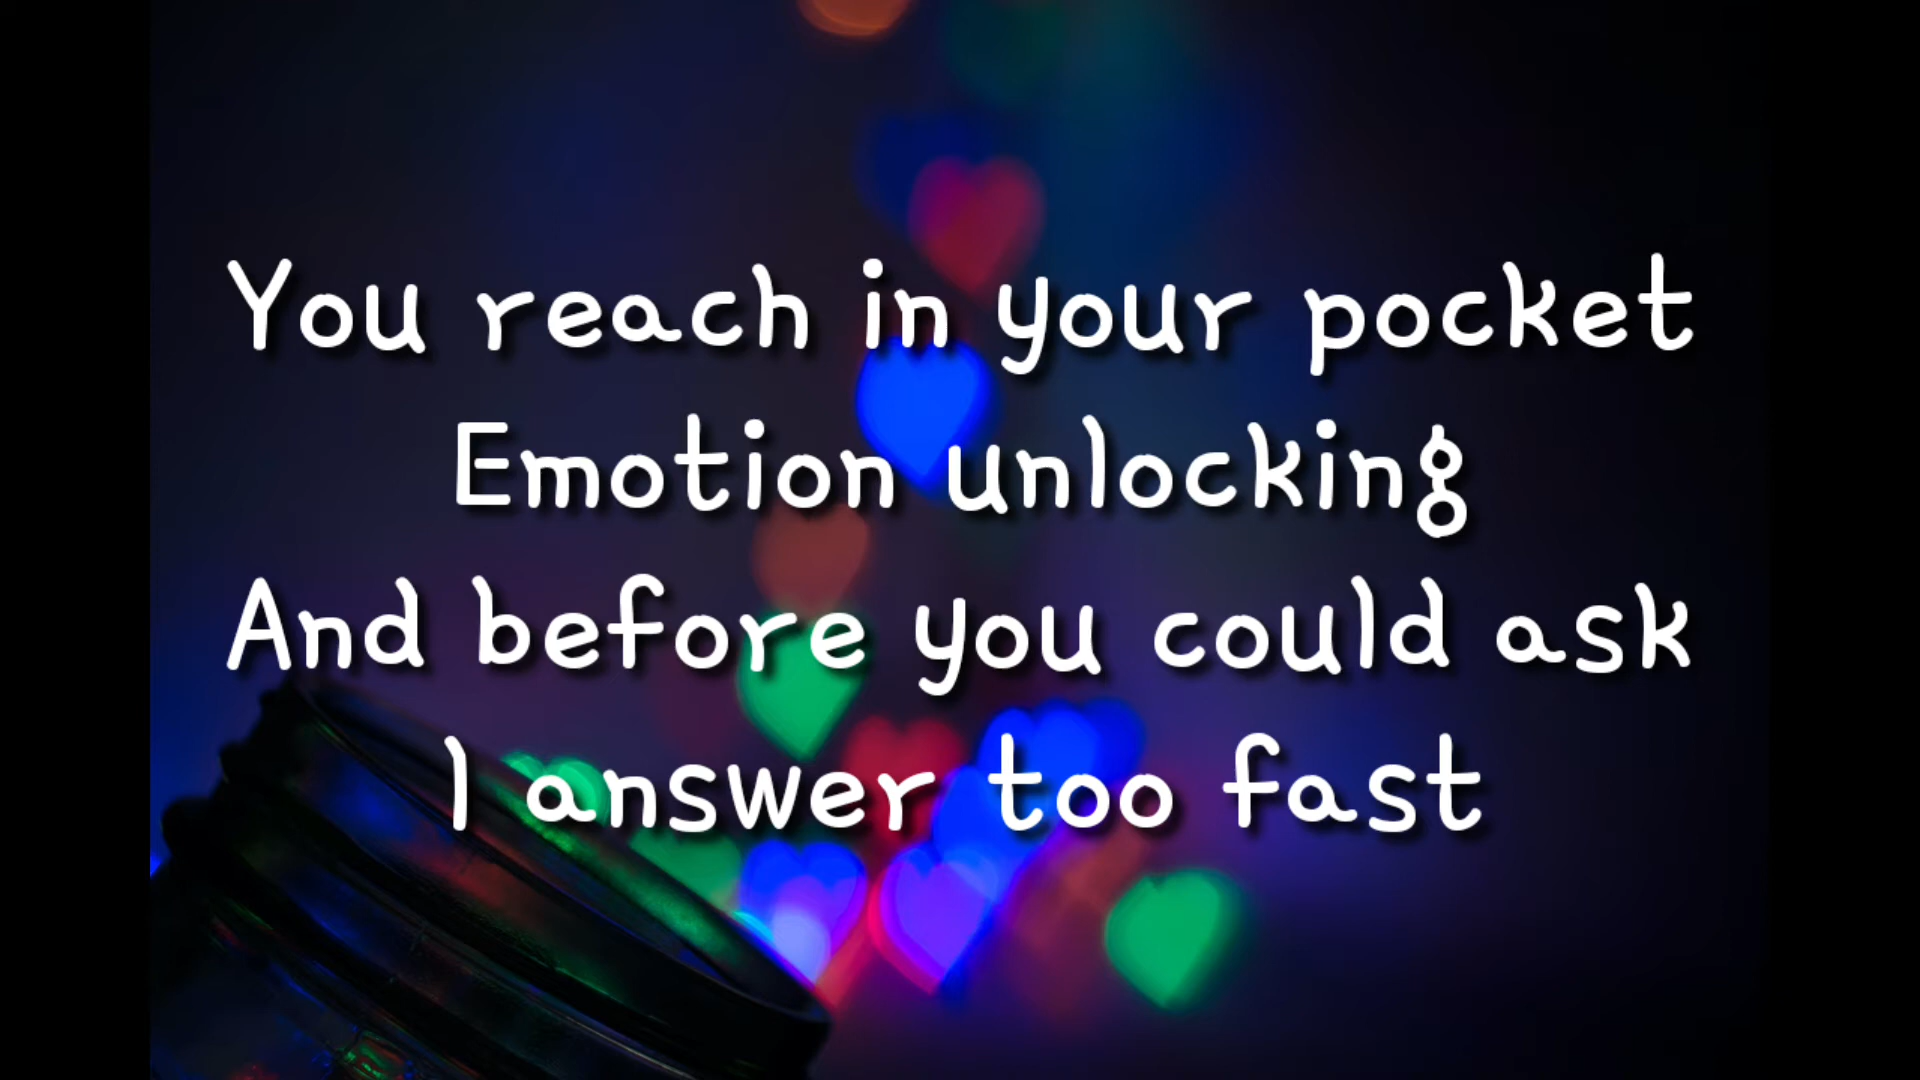 You reach in your pocket
Emotion unlocking
And before you could ask
I answer too fast